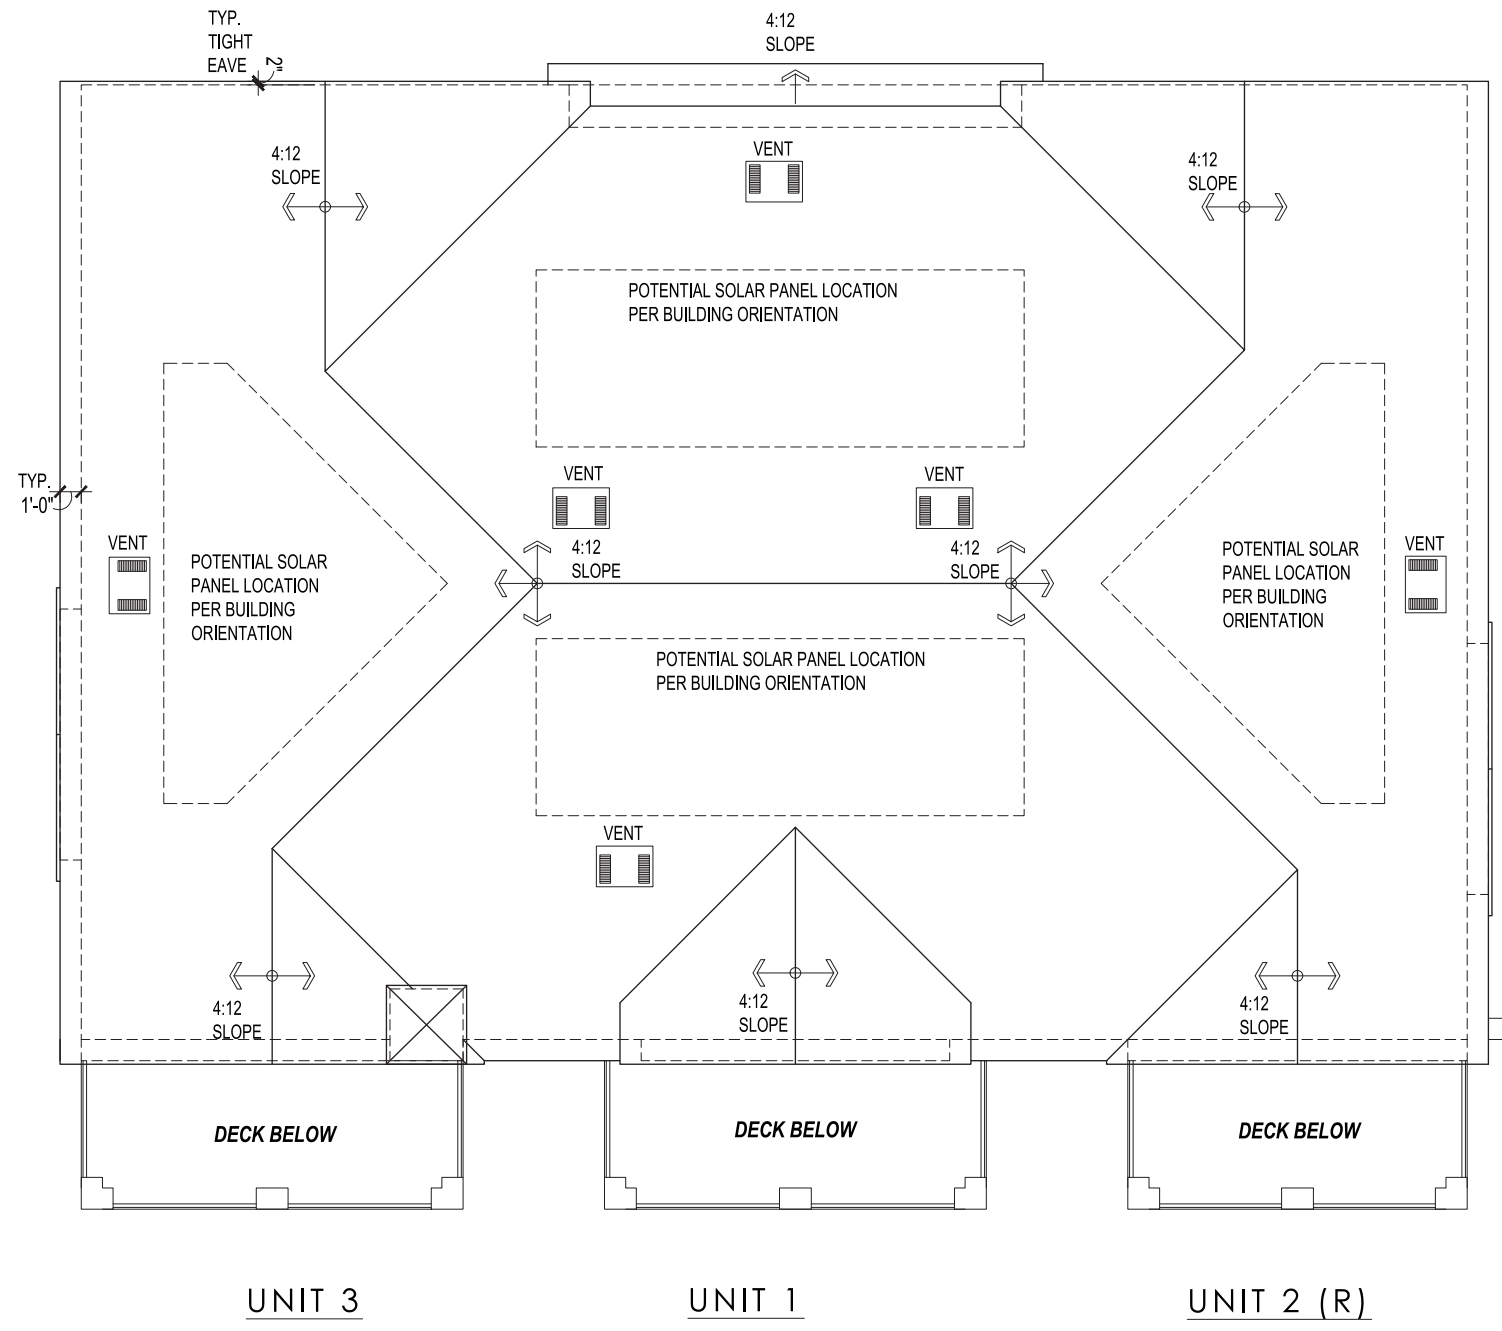 TYP.
TIGHT
EAVE
2"
4:12
SLOPE
4:12
SLOPE
VENT
4:12
SLOPE
POTENTIAL SOLAR PANEL LOCATION
PER BUILDING ORIENTATION
TYP.
1'-0"
VENT
VENT
VENT
POTENTIAL SOLAR
PANEL LOCATION
PER BUILDING
ORIENTATION
4:12
SLOPE
4:12
SLOPE
POTENTIAL SOLAR
PANEL LOCATION
PER BUILDING
ORIENTATION
VENT
POTENTIAL SOLAR PANEL LOCATION
PER BUILDING ORIENTATION
VENT
4:12
SLOPE
4:12
SLOPE
4:12
SLOPE
DECK BELOW
DECK BELOW
DECK BELOW
UNIT 3
UNIT 1
UNIT 2 (R)